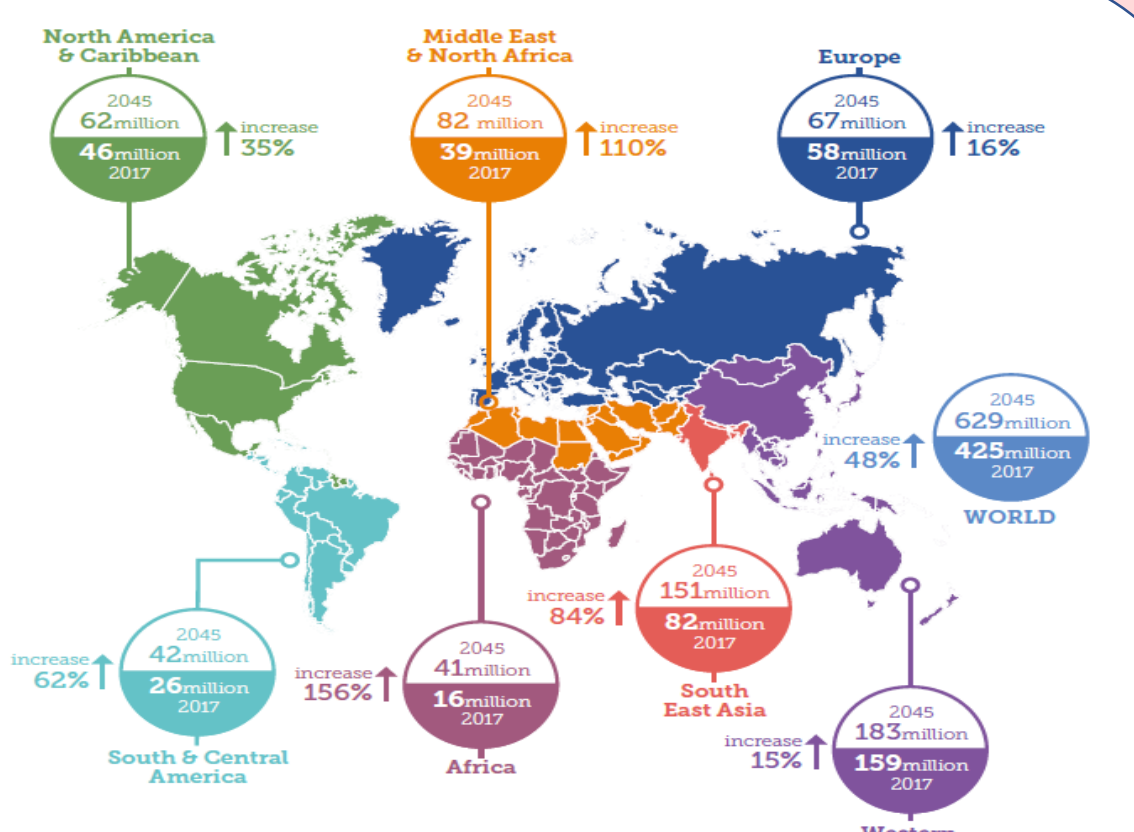 North America
& Caribbean
2045
62million
46million
2017
increase
35%
Middle East
& North Africa
2045
82 million
39million
2017
increase
110%
Europe
2045
67million
58million
2017
increase
16%
2045
629million
425million
2017
WORLD
increase
48%
increase
62%
2045
42million
26million
2017
South & Central
America
increase
156%
2045
41million
16million
2017
Africa
increase
84%
2045
151million
82million
2017
South
East Asia
increase
15%
2045
183million
159million
2017
Western